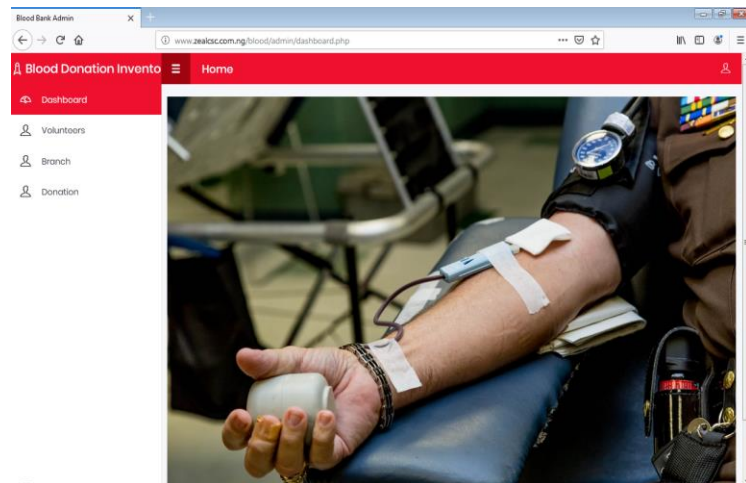 Blood Bank Admin
www.zealcsc.com.ng/blood/admin/dashboard.php
Blood Donation Invento
Home
Dashboard
Volunteers
Branch
Donation